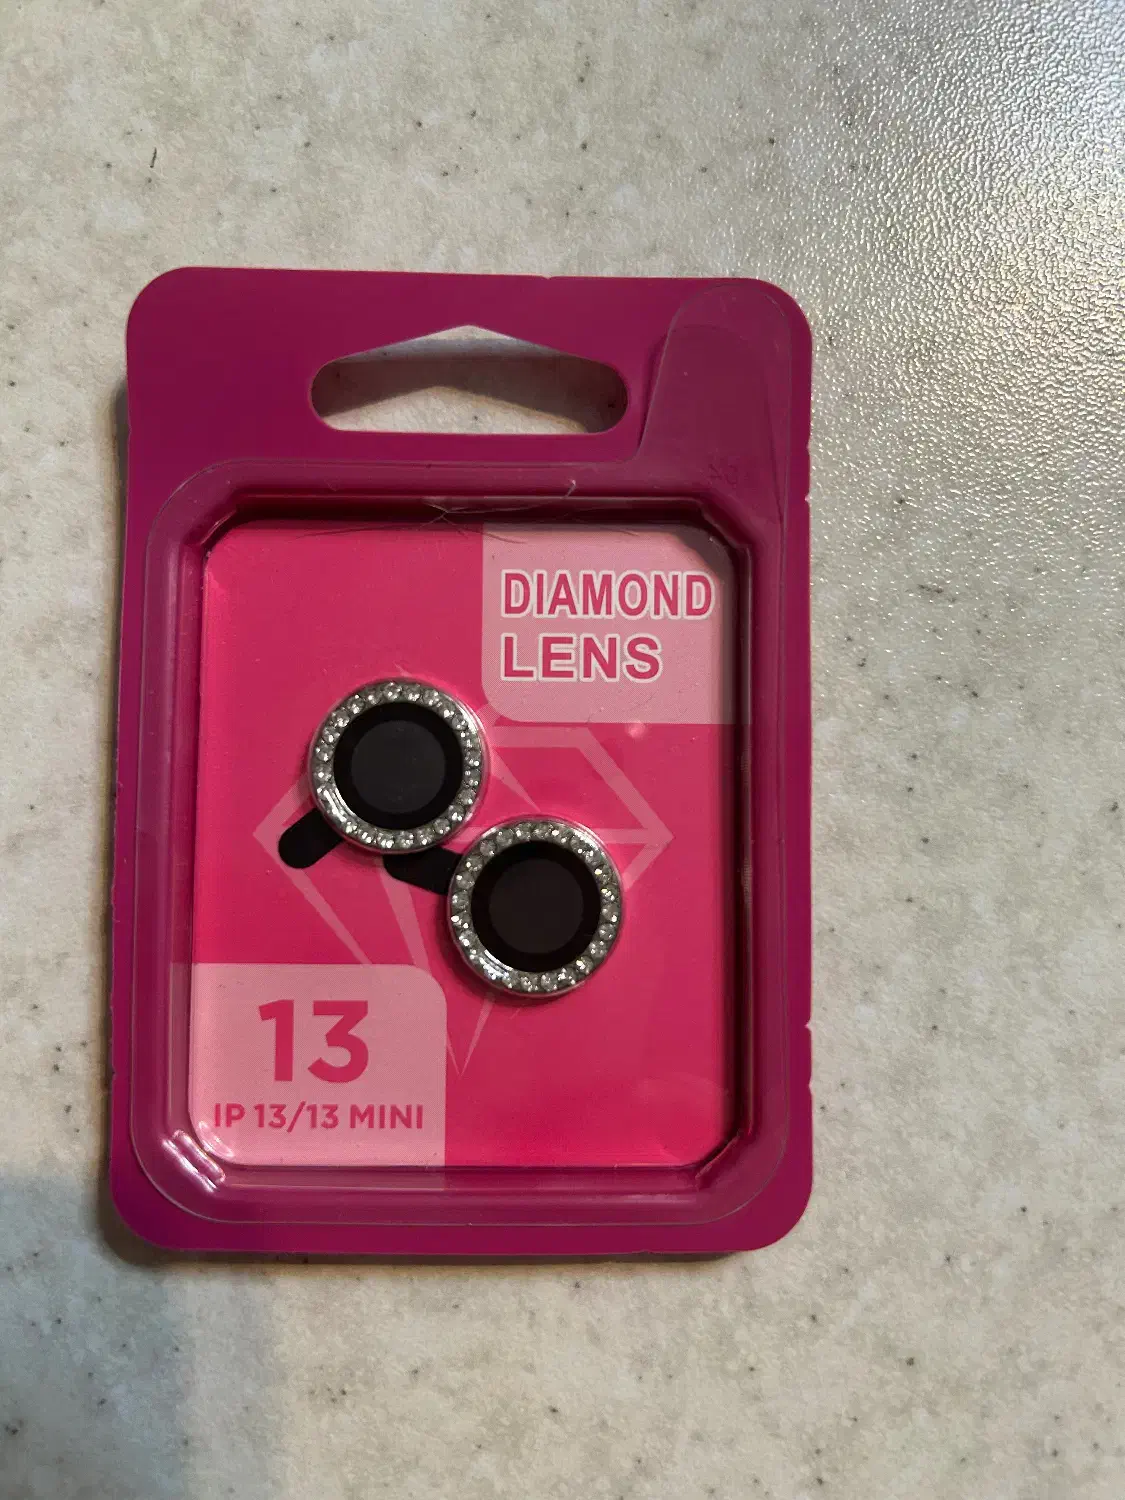 DIAMOND
LENS
13
IP 13/13 MINI